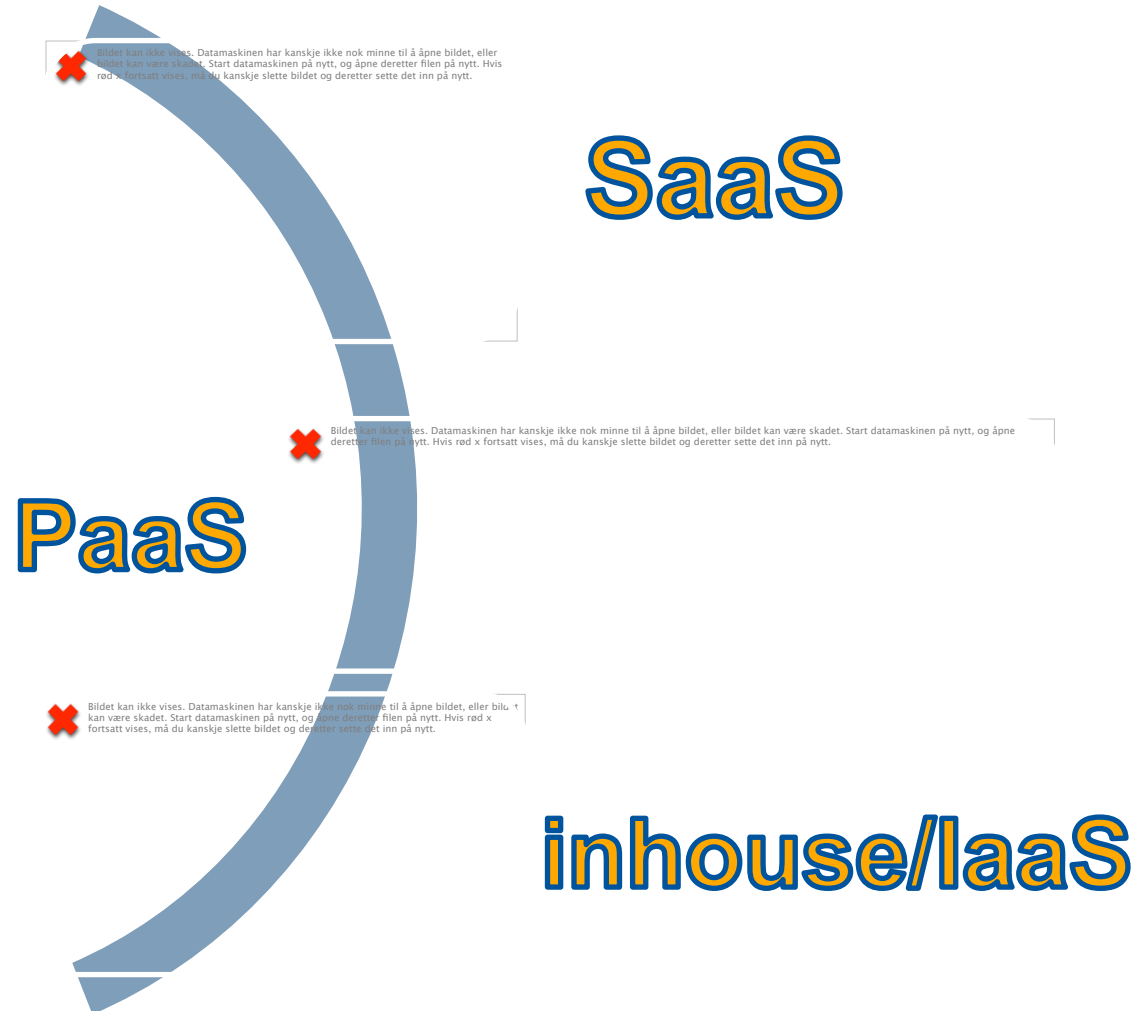 Bildet kan ikke vises. Datamaskinen har kanskje ikke nok minne til å åpne bildet, eller
bildet kan være skadet. Start datamaskinen på nytt, og åpne deretter filen på nytt. Hvis
rød x fortsatt vises, må du kanskje slette bildet og deretter sette det inn på nytt.
SaaS
Bildet kan ikke vises. Datamaskinen har kanskje ikke nok minne til å åpne bildet, eller bildet kan være skadet. Start datamaskinen på nytt, og åpne
deretter filen på nytt. Hvis rød x fortsatt vises, må du kanskje slette bildet og deretter sette det inn på nytt.
PaaS
Bildet kan ikke vises. Datamaskinen har kanskje ikke nok minne til å åpne bildet, eller bildet
kan være skadet. Start datamaskinen på nytt, og åpne deretter filen på nytt. Hvis rød x
fortsatt vises, må du kanskje slette bildet og deretter sette det inn på nytt.
inhouse/IaaS